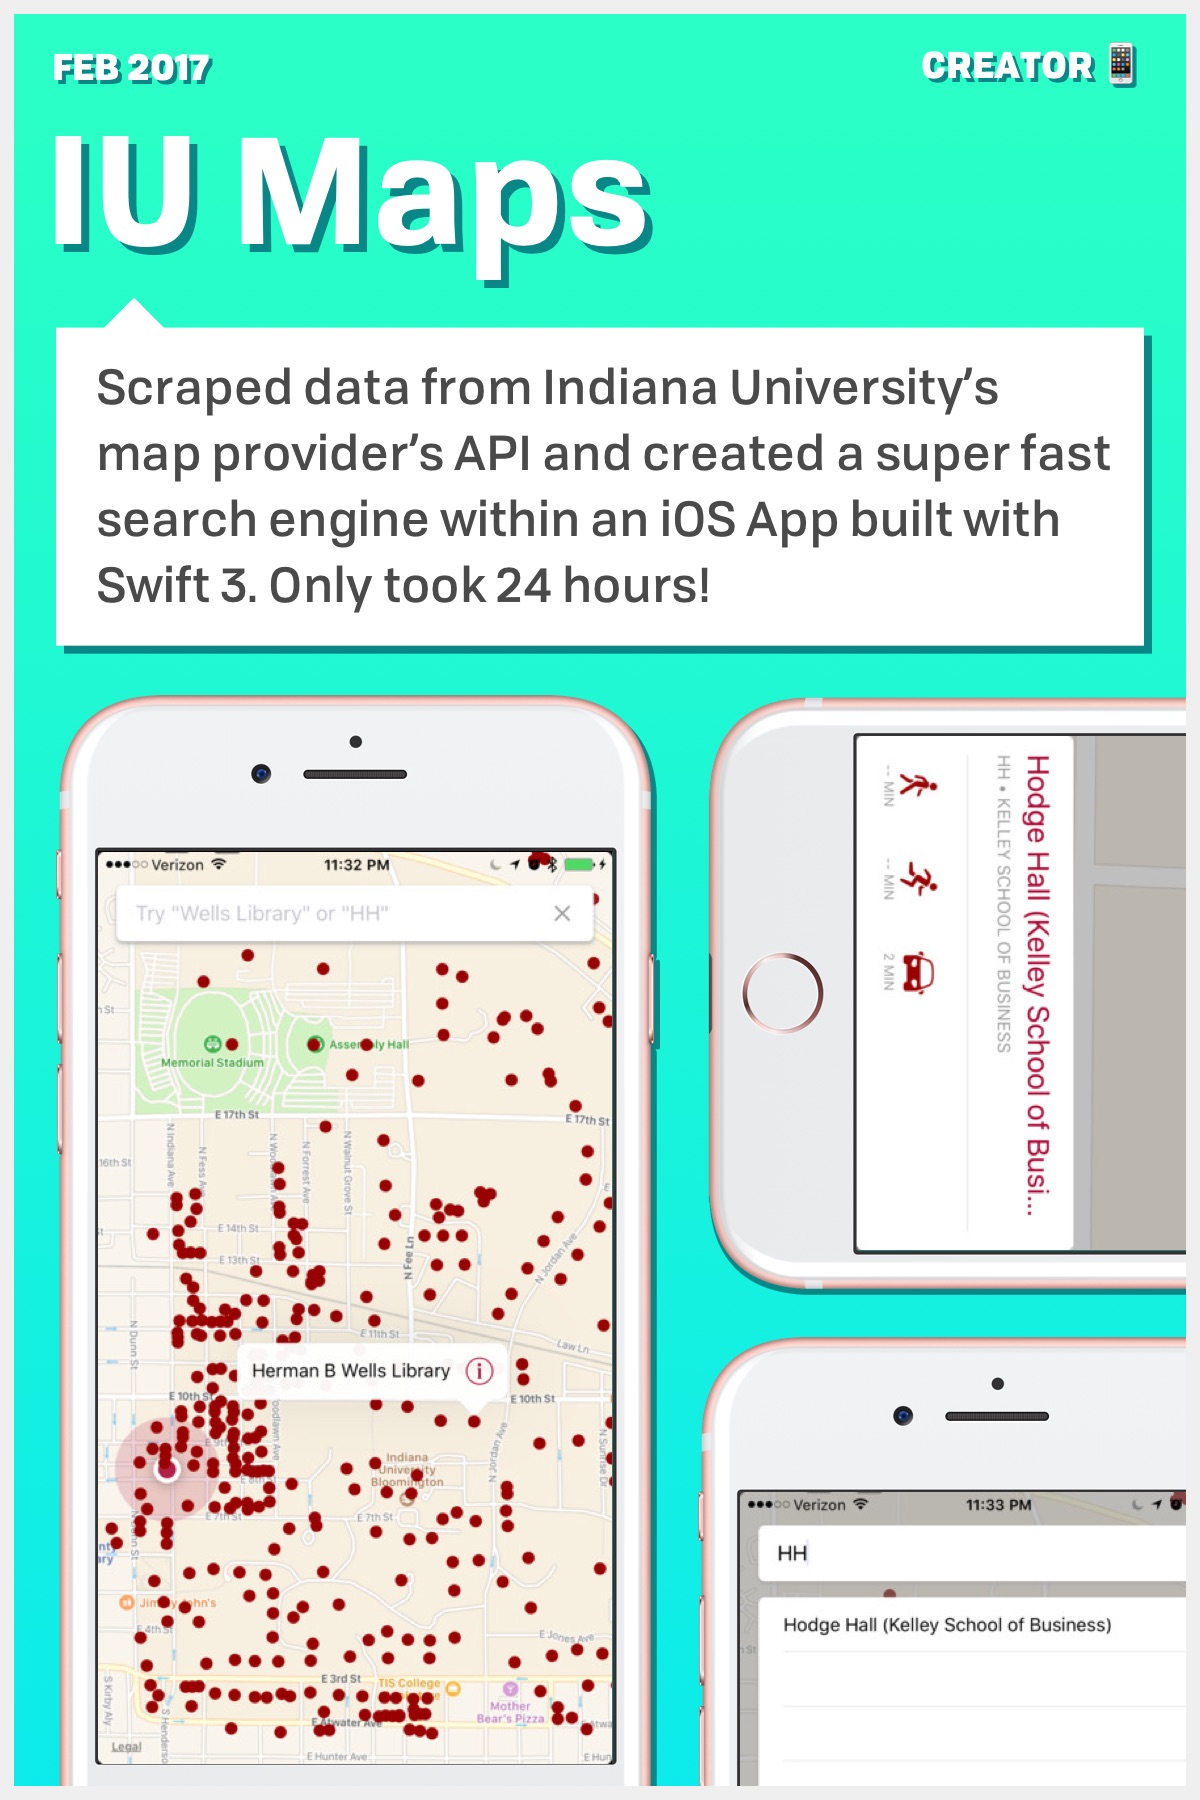 FEB 2017
CREATOR
IU Maps
Scraped data from Indiana University's
map provider's API and created a super fast
search engine within an iOS App built with
Swift 3. Only took 24 hours!
Verizon 11:32 PM
Try "Wells Library" or "HH"
Memorial Stadium
Assembly Hall
E 17th St
E 17th St
16th St
N Indiana Ave
N Fess Ave
N Forrest Ave
N Walnut Grove St
E 14th St
E 13th St
N Fee Ln
N Jordan Ave
E 11th St
Law Ln
N Dunn St
Herman B Wells Library
E 10th St
E 10th St
Indiana
University
Bloomington
N Jordan Ave
N Sunrise Dr
E 8th St
E 7th St
E 7th St
E 4th St
E Jones Ave
E 3rd St
TIS College
Mother
Bear's Pizza
E Atwater Ave
S Kirby Aly
Legal
E Hunter Ave
E Hun
Hodge Hall (Kelley School of Busi...
HH • KELLEY SCHOOL OF BUSINESS
-- MIN
-- MIN
2 MIN
Verizon 11:33 PM
HH
Hodge Hall (Kelley School of Business)